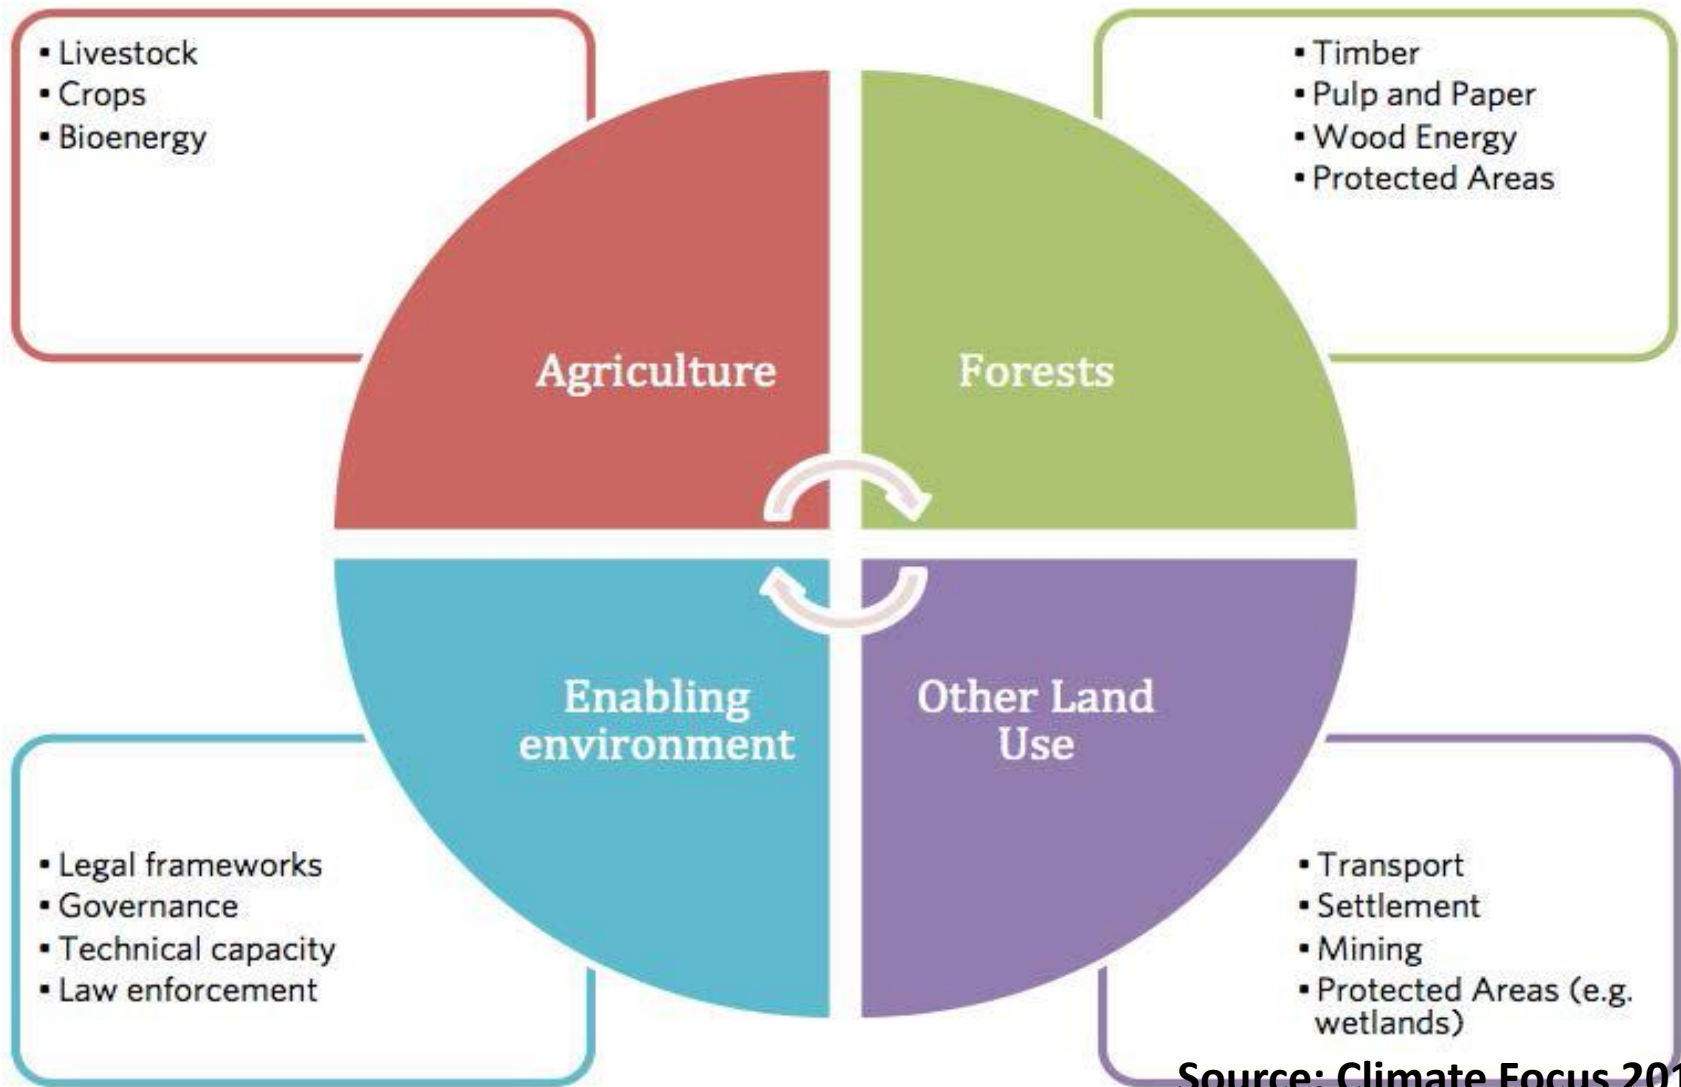 ▪ Livestock
▪ Crops
▪ Bioenergy
▪ Timber
▪ Pulp and Paper
▪ Wood Energy
▪ Protected Areas
Agriculture
Forests
Enabling
environment
Other Land
Use
▪ Legal frameworks
▪ Governance
▪ Technical capacity
▪ Law enforcement
▪ Transport
▪ Settlement
▪ Mining
▪ Protected Areas (e.g.
wetlands)
Source: Climate Focus